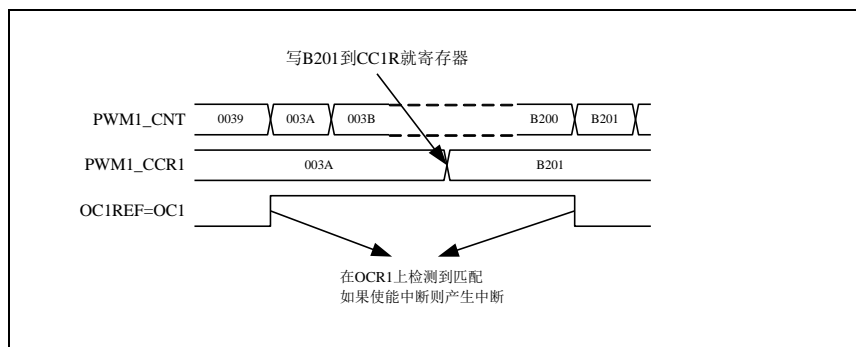 写B201到CC1R就寄存器
PWM1_CNT 0039 003A 003B B200 B201
PWM1_CCR1 003A B201
OC1REF=OC1
在OCR1上检测到匹配
如果使能中断则产生中断